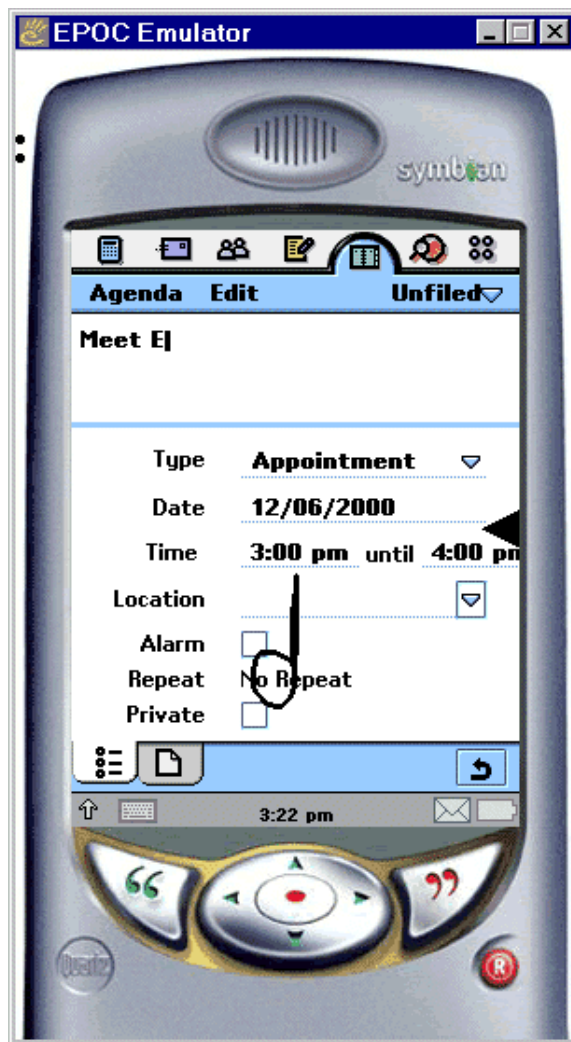 EPOC Emulator
symbian
Agenda Edit Unfiled
Meet E
Type Appointment
Date 12/06/2000
Time 3:00 pm until 4:00 pm
Location
Alarm
Repeat No Repeat
Private
3:22 pm
Quartz
R